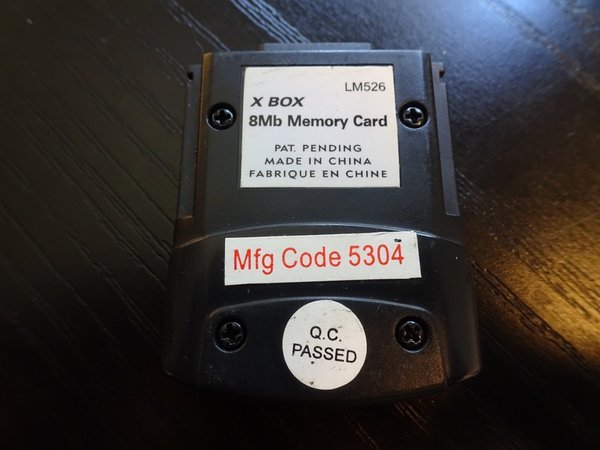 LM526
X BOX
8Mb Memory Card
PAT. PENDING
MADE IN CHINA
FABRIQUE EN CHINE
Mfg Code 5304
Q.C.
PASSED